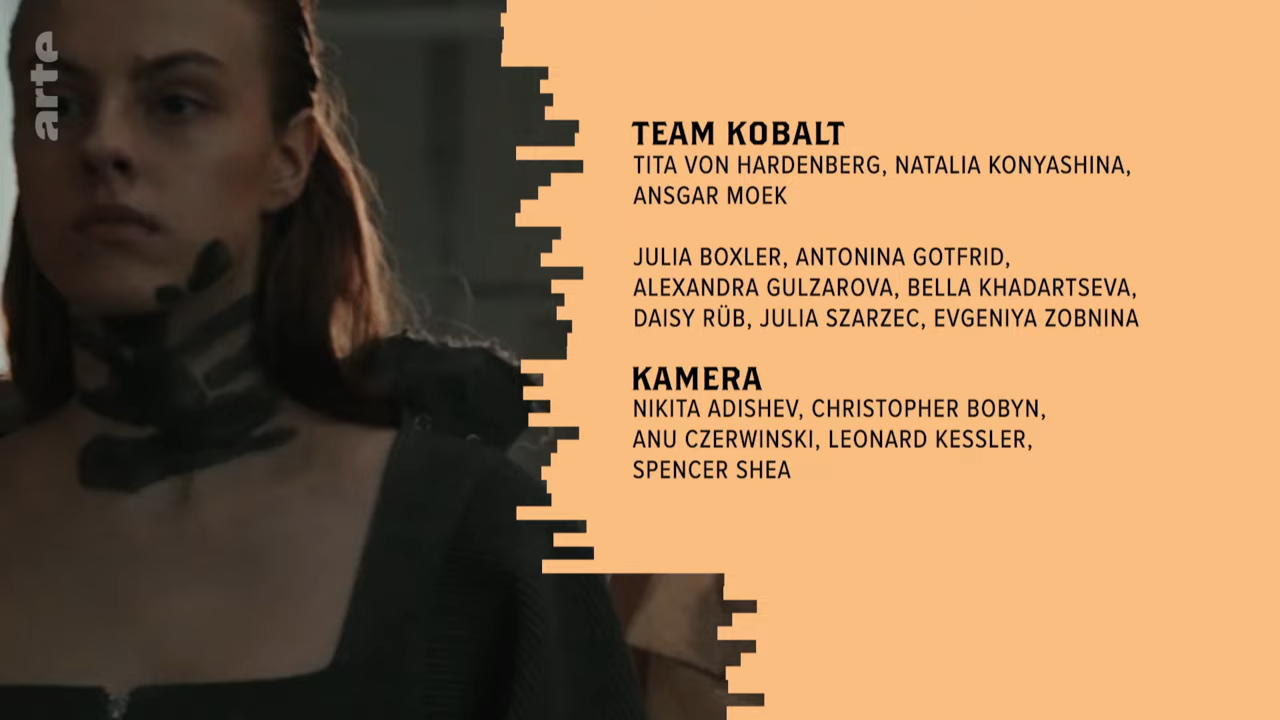 arte
TEAM KOBALT
TITA VON HARDENBERG, NATALIA KONYASHINA,
ANSGAR MOEK
JULIA BOXLER, ANTONINA GOTFRID,
ALEXANDRA GULZAROVA, BELLA KHADARTSEVA,
DAISY RÜB, JULIA SZARZEC, EVGENIYA ZOBNINA
KAMERA
NIKITA ADISHEV, CHRISTOPHER BOBYN,
ANU CZERWINSKI, LEONARD KESSLER,
SPENCER SHEA